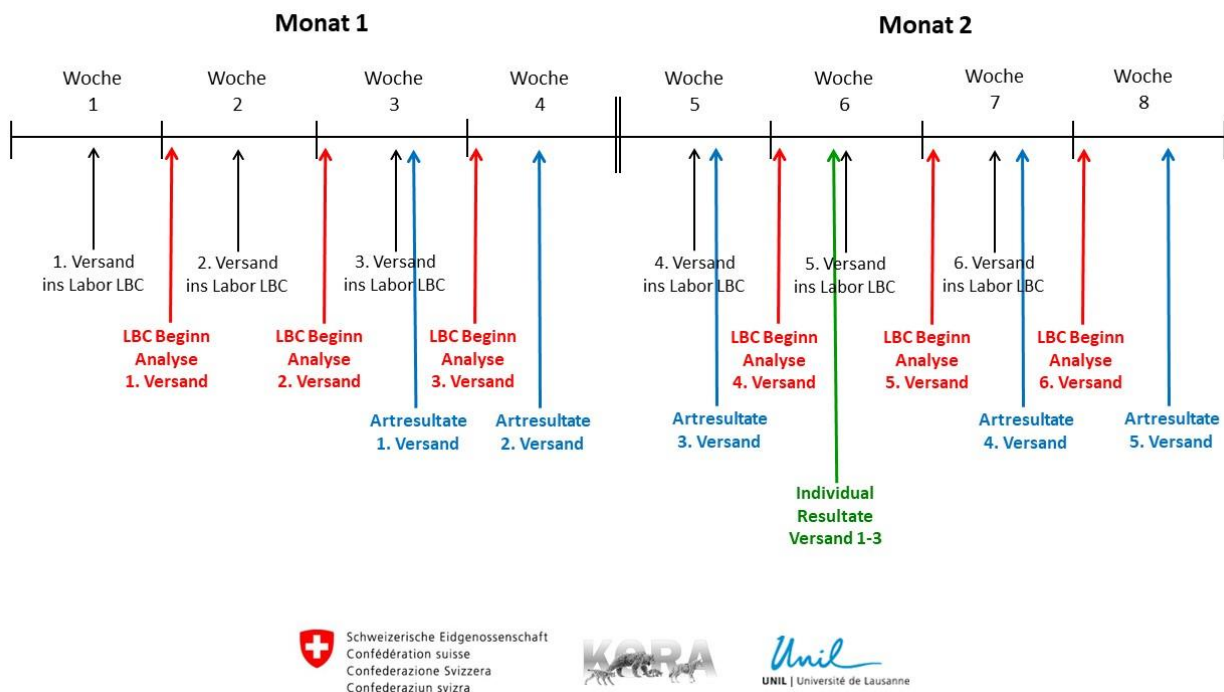 Monat 1
Monat 2
Woche
1
Woche
2
Woche
3
Woche
4
Woche
5
Woche
6
Woche
7
Woche
8
1. Versand
ins Labor LBC
2. Versand
ins Labor LBC
3. Versand
ins Labor LBC
4. Versand
ins Labor LBC
5. Versand
ins Labor LBC
6. Versand
ins Labor LBC
LBC Beginn
Analyse
1. Versand
LBC Beginn
Analyse
2. Versand
LBC Beginn
Analyse
3. Versand
LBC Beginn
Analyse
4. Versand
LBC Beginn
Analyse
5. Versand
LBC Beginn
Analyse
6. Versand
Artresultate
1. Versand
Artresultate
2. Versand
Artresultate
3. Versand
Artresultate
4. Versand
Artresultate
5. Versand
Individual
Resultate
Versand 1-3
Schweizerische Eidgenossenschaft
Confédération suisse
Confederazione Svizzera
Confederaziun svizra
KORA
Unil
UNIL | Université de Lausanne